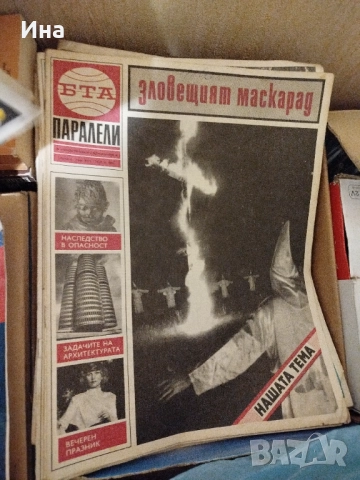 Ина
БТА
ПАРАЛЕЛИ
зловещият маскарад
НАСЛЕДСТВО
В ОПАСНОСТ
ЗАДАЧИТЕ НА
АРХИТЕКТУРАТА
ВЕЧЕРЕН
ПРАЗНИК
НАШАТА ТЕМА
BAZAR